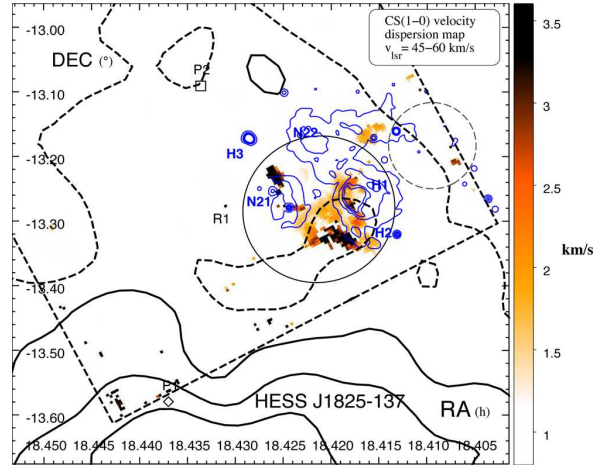 CS(1-0) velocity
dispersion map
v_lsr = 45-60 km/s
DEC (°)
P2
N22
H3
H1
N21
R1
H2
P1
HESS J1825-137
RA (h)
-13.00
-13.10
-13.20
-13.30
-13.40
-13.50
-13.60
18.450 18.445 18.440 18.435 18.430 18.425 18.420 18.415 18.410 18.405
3.5
3
2.5
2
1.5
1
km/s